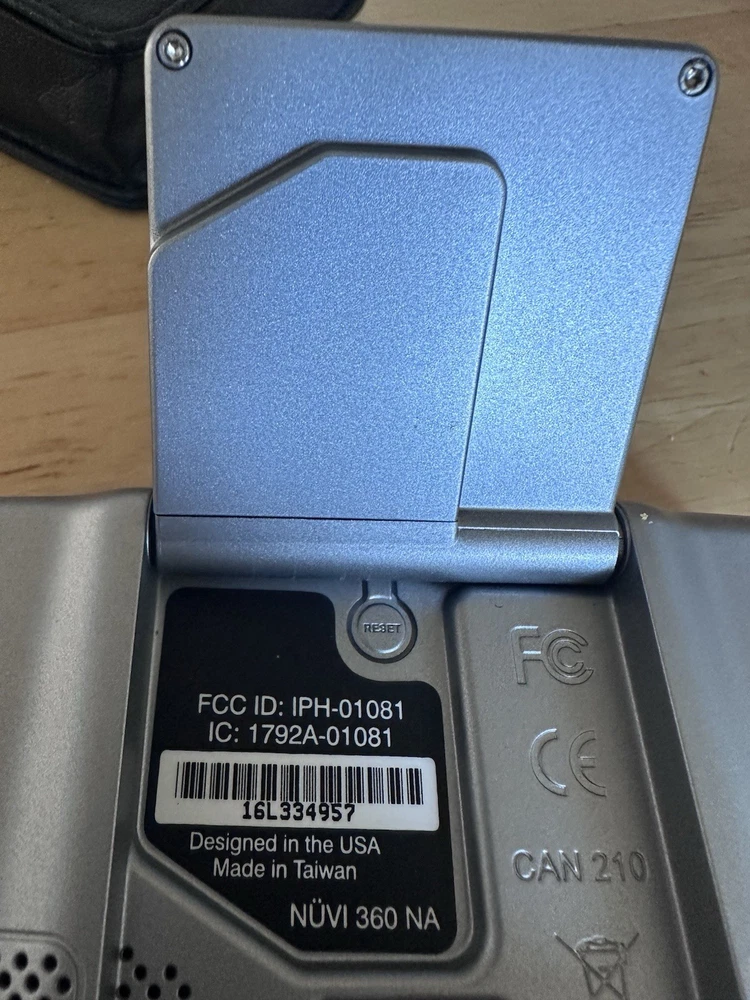 RESET
FCC ID: IPH-01081
IC: 1792A-01081
16L334957
Designed in the USA
Made in Taiwan
NÜVI 360 NA
FC
CE
CAN 210